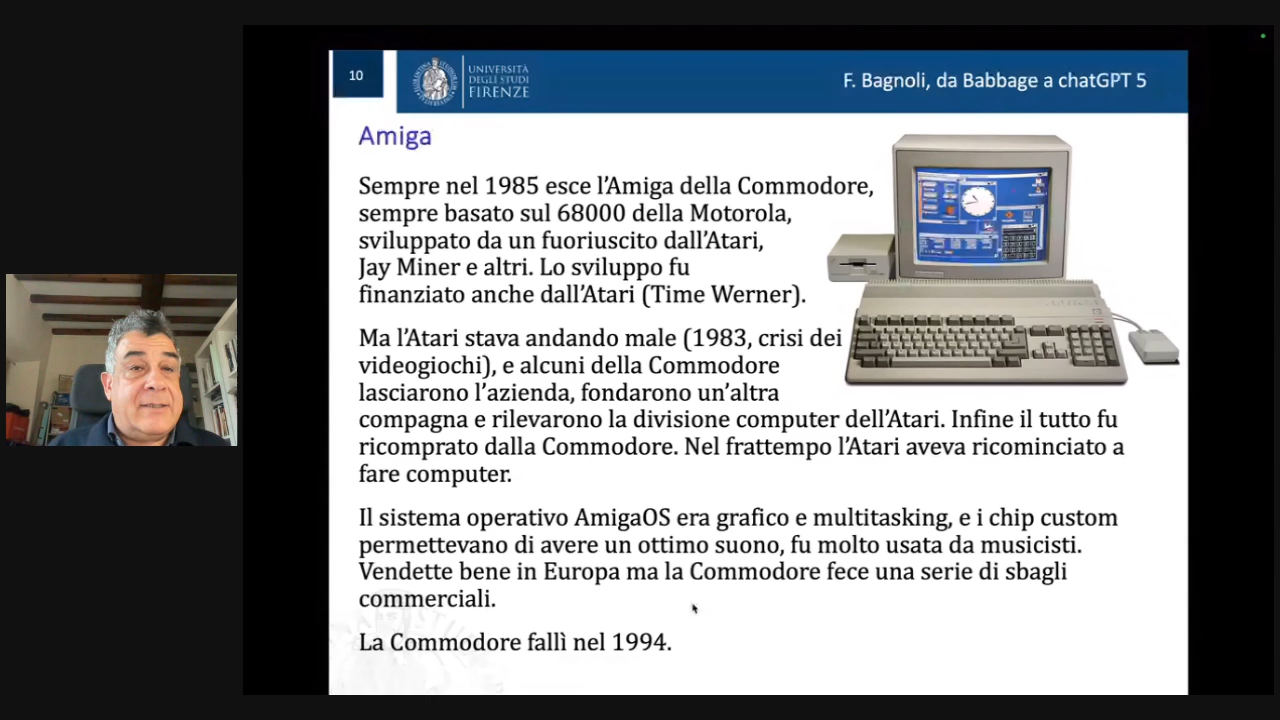 10
UNIVERSITÀ
DEGLI STUDI
FIRENZE
F. Bagnoli, da Babbage a chatGPT 5
Amiga
Sempre nel 1985 esce l’Amiga della Commodore,
sempre basato sul 68000 della Motorola,
sviluppato da un fuoriuscito dall’Atari,
Jay Miner e altri. Lo sviluppo fu
finanziato anche dall’Atari (Time Werner).
Ma l’Atari stava andando male (1983, crisi dei
videogiochi), e alcuni della Commodore
lasciarono l’azienda, fondarono un’altra
compagna e rilevarono la divisione computer dell’Atari. Infine il tutto fu
ricomprato dalla Commodore. Nel frattempo l’Atari aveva ricominciato a
fare computer.
Il sistema operativo AmigaOS era grafico e multitasking, e i chip custom
permettevano di avere un ottimo suono, fu molto usata da musicisti.
Vendette bene in Europa ma la Commodore fece una serie di sbagli
commerciali.
La Commodore fallì nel 1994.